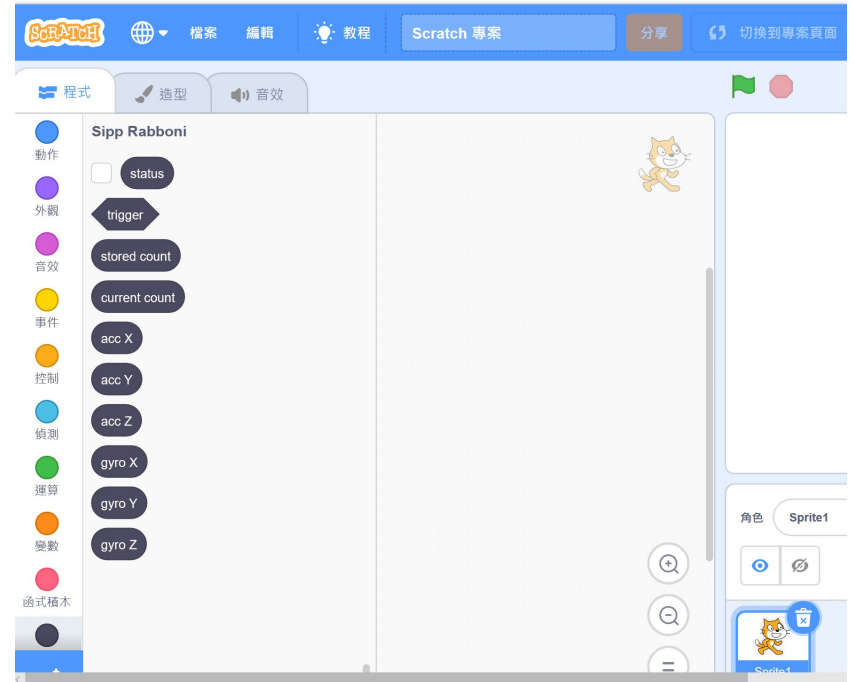 SCRATCH 檔案 編輯 教程 Scratch 專案 分享 切換到專案頁面
程式 造型 音效
Sipp Rabboni
動作
status
外觀
trigger
音效
stored count
事件
current count
控制
acc X
偵測
acc Y
運算
acc Z
變數
gyro X
函式積木
gyro Y
gyro Z
角色 Sprite1
Sprite1